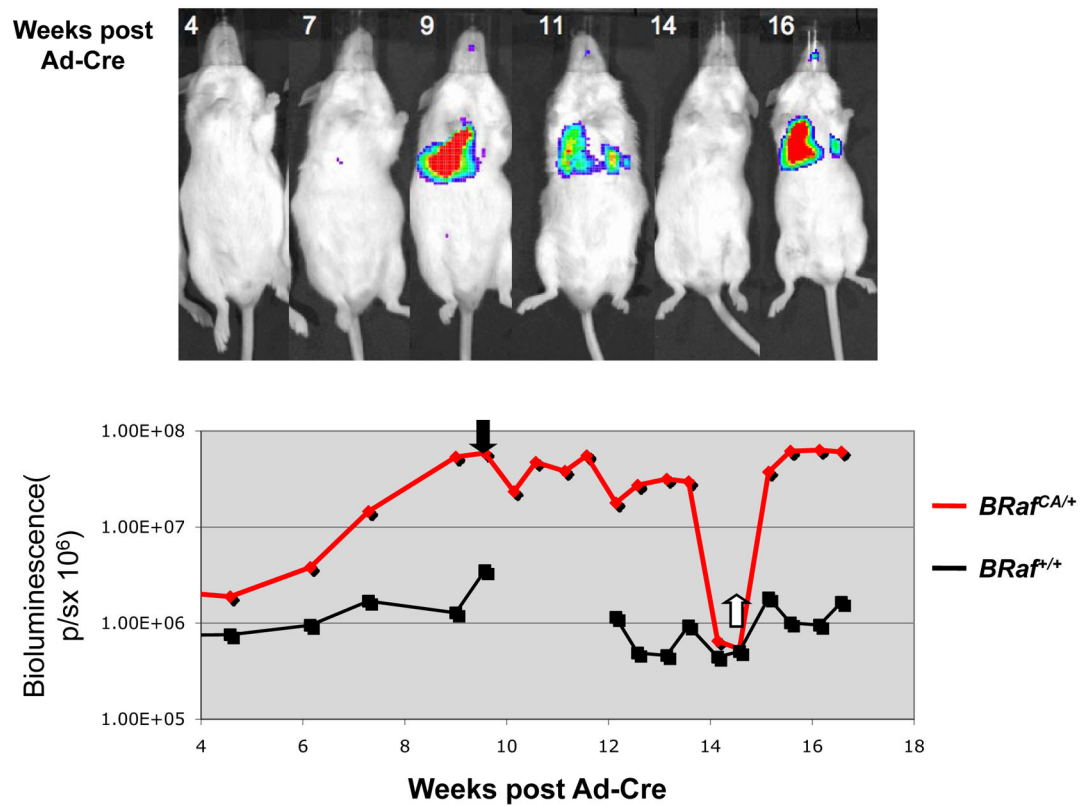 Weeks post
Ad-Cre
4 7 9 11 14 16
1.00E+08
1.00E+07
1.00E+06
1.00E+05
Bioluminescence(
p/sx 10⁶)
4 6 8 10 12 14 16 18
Weeks post Ad-Cre
BRafCA/+
BRaf+/+